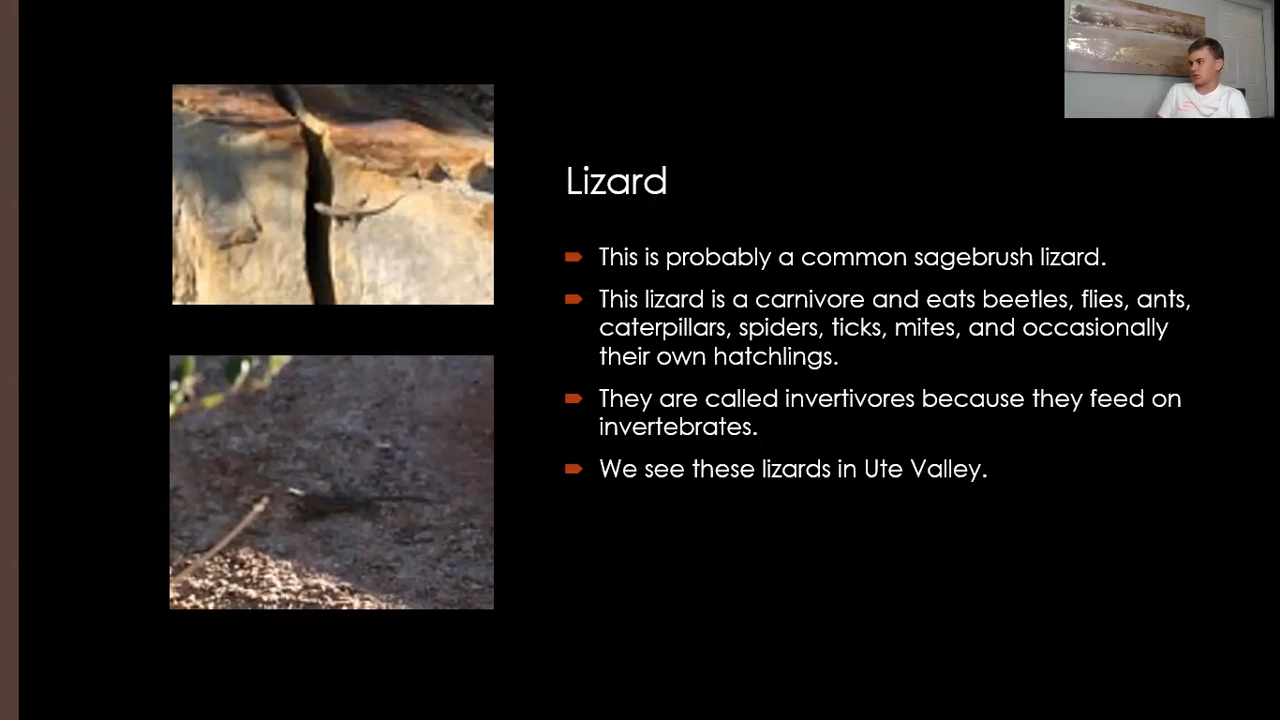 Lizard
This is probably a common sagebrush lizard.
This lizard is a carnivore and eats beetles, flies, ants,
caterpillars, spiders, ticks, mites, and occasionally
their own hatchlings.
They are called invertivores because they feed on
invertebrates.
We see these lizards in Ute Valley.